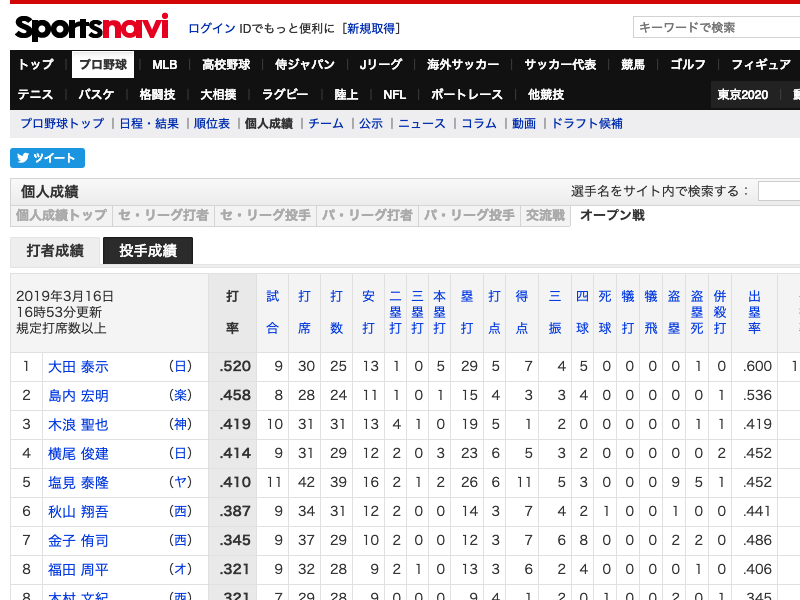 Sportsnavi
ログイン IDでもっと便利に［新規取得］
キーワードで検索
トップ プロ野球 MLB 高校野球 侍ジャパン Jリーグ 海外サッカー サッカー代表 競馬 ゴルフ フィギュア
テニス バスケ 格闘技 大相撲 ラグビー 陸上 NFL ボートレース 他競技 東京2020
プロ野球トップ | 日程・結果 | 順位表 | 個人成績 | チーム | 公示 | ニュース | コラム | 動画 | ドラフト候補
ツイート
個人成績 選手名をサイト内で検索する：
個人成績トップ セ・リーグ打者 セ・リーグ投手 パ・リーグ打者 パ・リーグ投手 交流戦 オープン戦
打者成績 投手成績
2019年3月16日
16時53分更新
規定打席数以上
打率 試合 打席 打数 安打 二塁打 三塁打 本塁打 塁打 打点 得点 三振 四球 死球 犠打 犠飛 盗塁 盗塁死 併殺打 出塁率
1 大田 泰示 （日） .520 9 30 25 13 1 0 5 29 5 7 4 5 0 0 0 0 1 0 .600 1
2 島内 宏明 （楽） .458 8 28 24 11 1 0 1 15 4 3 3 4 0 0 0 0 0 1 .536
3 木浪 聖也 （神） .419 10 31 31 13 4 1 0 19 5 1 2 0 0 0 0 0 1 1 .419
4 横尾 俊建 （日） .414 9 31 29 12 2 0 3 23 6 5 3 2 0 0 0 0 0 2 .452
5 塩見 泰隆 （ヤ） .410 11 42 39 16 2 1 2 26 6 11 5 3 0 0 0 9 5 1 .452
6 秋山 翔吾 （西） .387 9 34 31 12 2 0 0 14 3 7 4 2 1 0 0 1 0 0 .441
7 金子 侑司 （西） .345 9 37 29 10 2 0 0 12 3 7 6 8 0 0 0 2 2 0 .486
8 福田 周平 （オ） .321 9 32 28 9 2 1 0 13 3 6 2 4 0 0 0 0 1 0 .406
8 木村 文紀 （西） .321 7 29 28 9 0 0 0 9 4 1 2 0 1 0 0 2 0 1 .345